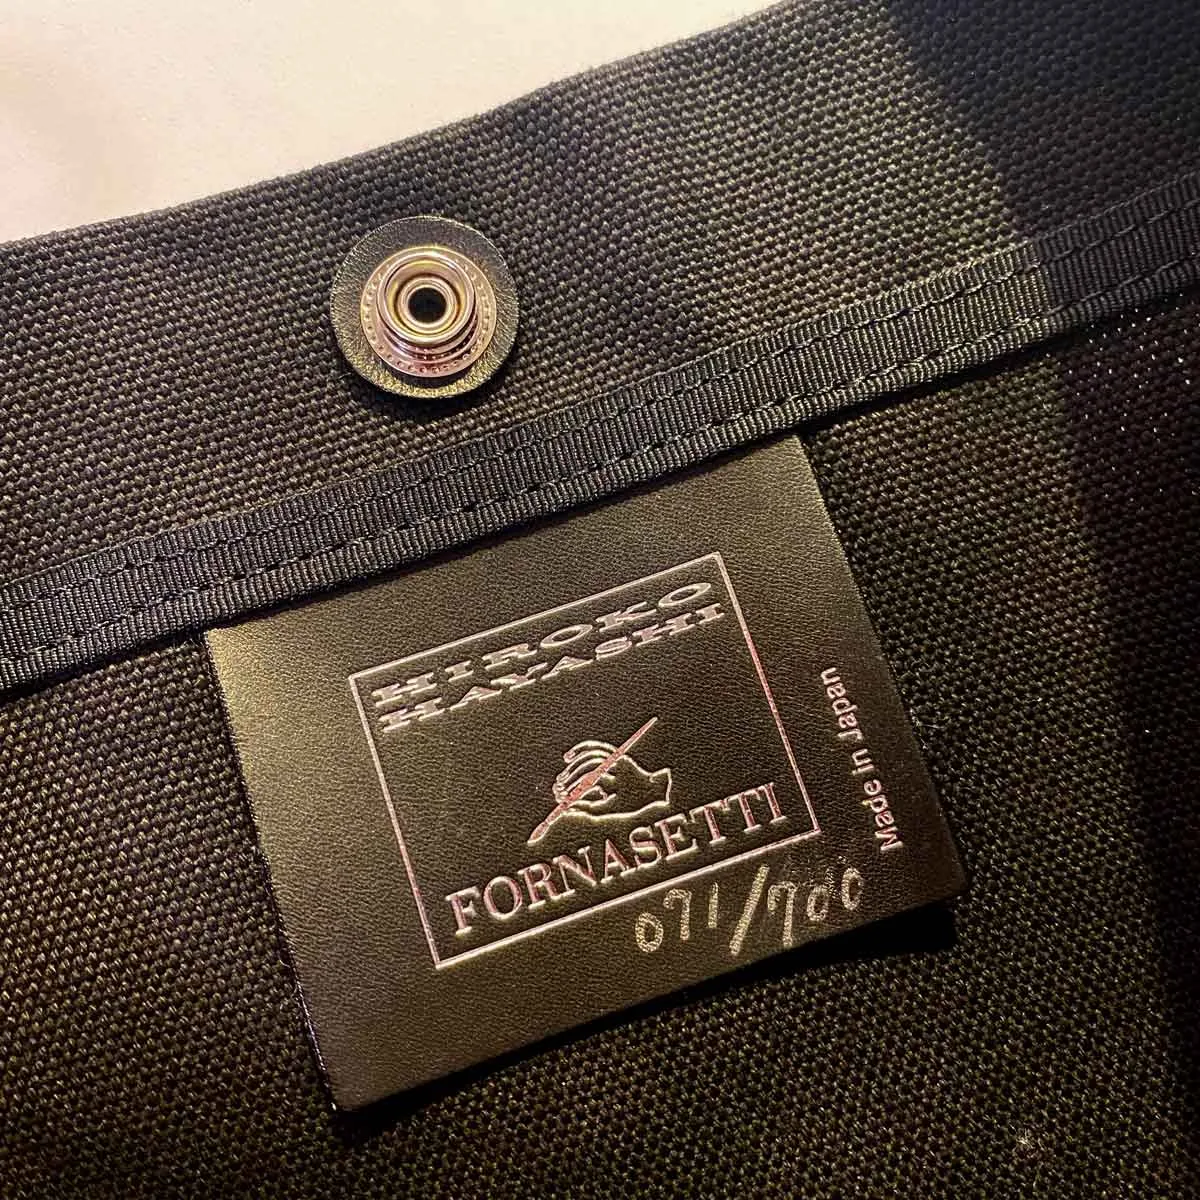 HIROKO
HAYASHI
FORNASETTI
071/700
Made in Japan